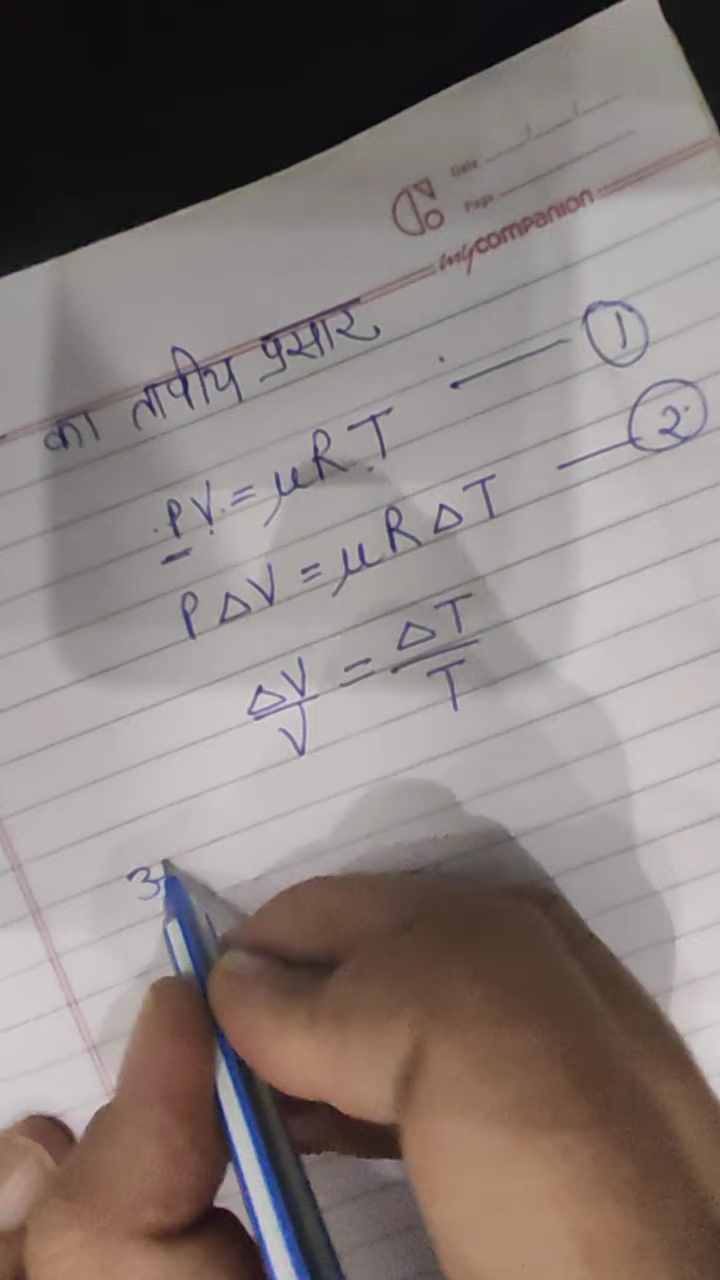 Date
Page
mycompanion
का तापीय प्रसार
PV = μRT — ①
PΔV = μRΔT — ②
ΔV/V = ΔT/T